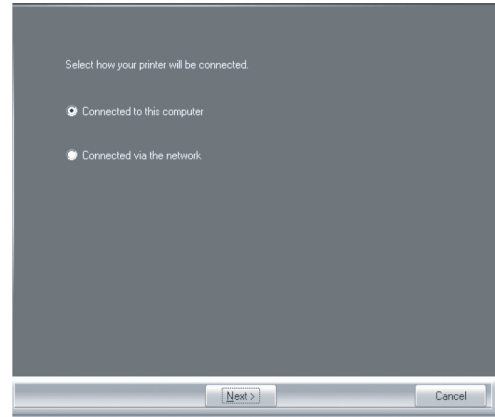 Select how your printer will be connected.
Connected to this computer
Connected via the network
Next >
Cancel